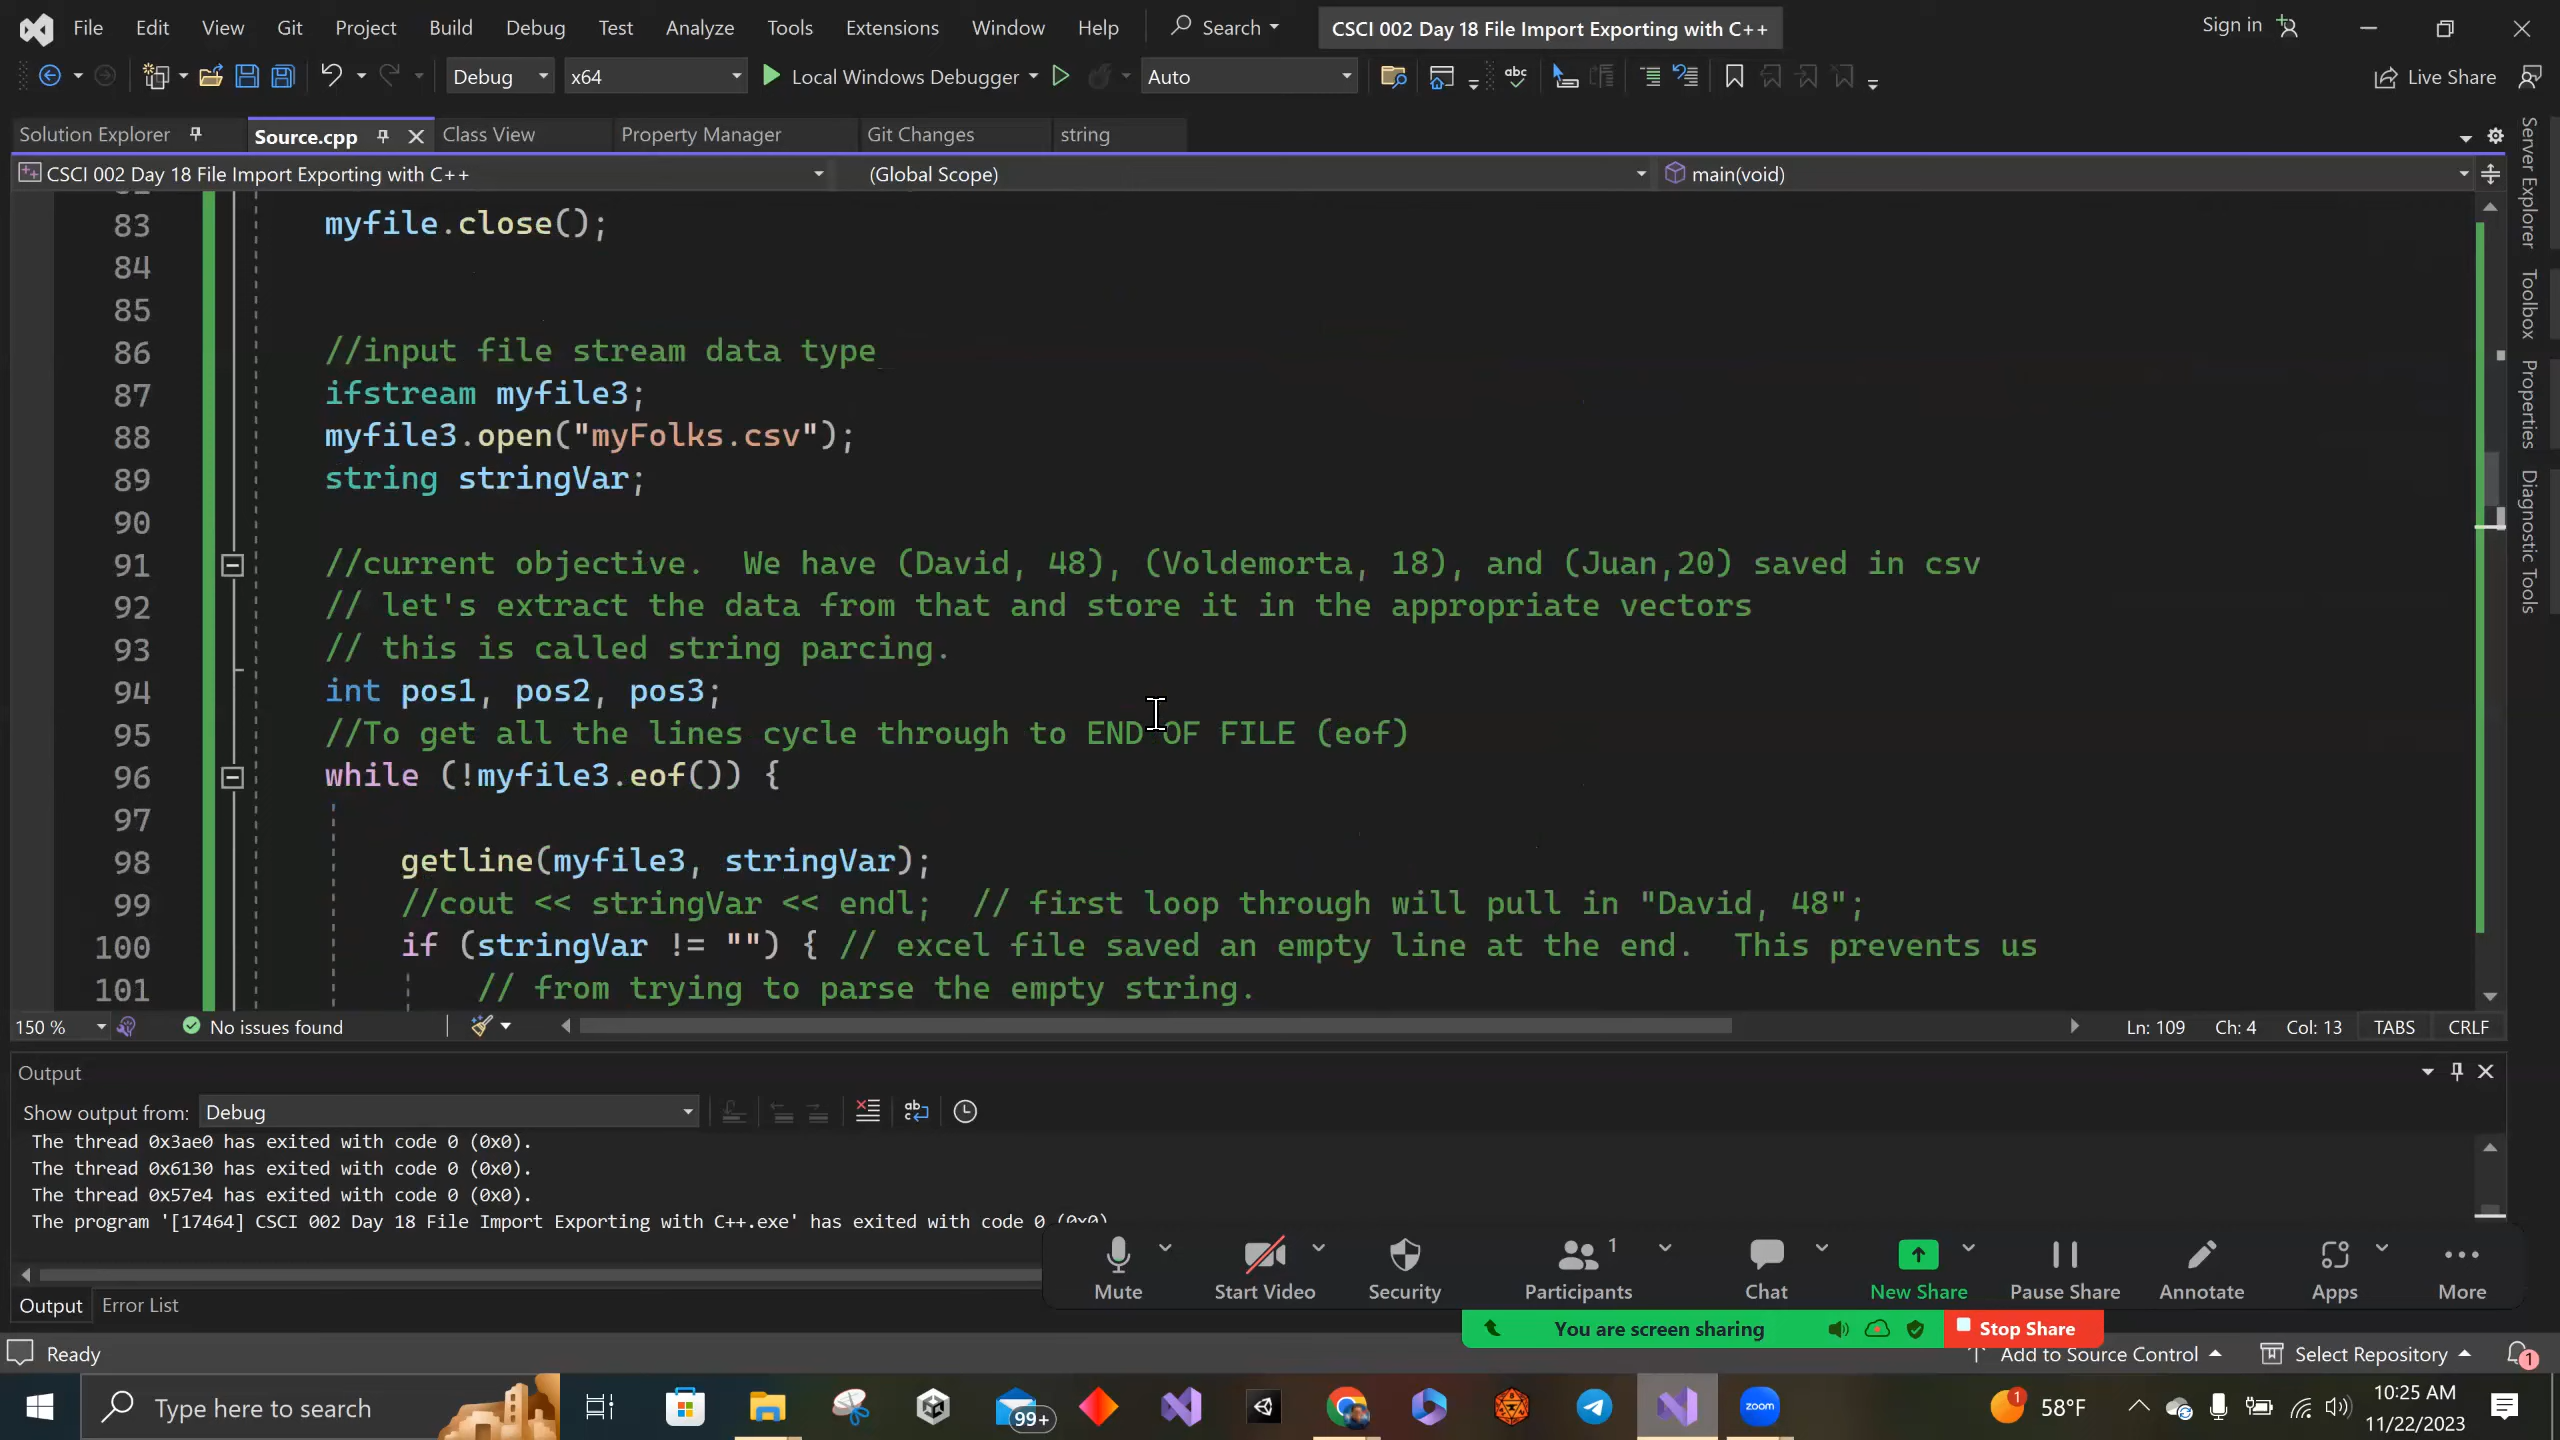 File Edit View Git Project Build Debug Test Analyze Tools Extensions Window Help Search CSCI 002 Day 18 File Import Exporting with C++ Sign in
Debug x64 Local Windows Debugger Auto abc Live Share
Solution Explorer Source.cpp Class View Property Manager Git Changes string
CSCI 002 Day 18 File Import Exporting with C++ (Global Scope) main(void)
83 myfile.close();
84
85
86 //input file stream data type
87 ifstream myfile3;
88 myfile3.open("myFolks.csv");
89 string stringVar;
90
91 //current objective.  We have (David, 48), (Voldemorta, 18), and (Juan,20) saved in csv
92 // let's extract the data from that and store it in the appropriate vectors
93 // this is called string parcing.
94 int pos1, pos2, pos3;
95 //To get all the lines cycle through to END OF FILE (eof)
96 while (!myfile3.eof()) {
97
98 getline(myfile3, stringVar);
99 //cout << stringVar << endl;  // first loop through will pull in "David, 48";
100 if (stringVar != "") { // excel file saved an empty line at the end.  This prevents us
101 // from trying to parse the empty string.
Server Explorer
Toolbox
Properties
Diagnostic Tools
150 % No issues found Ln: 109 Ch: 4 Col: 13 TABS CRLF
Output
Show output from: Debug
The thread 0x3ae0 has exited with code 0 (0x0).
The thread 0x6130 has exited with code 0 (0x0).
The thread 0x57e4 has exited with code 0 (0x0).
The program '[17464] CSCI 002 Day 18 File Import Exporting with C++.exe' has exited with code 0 (0x0)
Output Error List
Mute Start Video Security Participants 1 Chat New Share Pause Share Annotate Apps More
You are screen sharing Stop Share
Ready Add to Source Control Select Repository 1
Type here to search 99+ zoom 1 58°F 10:25 AM
11/22/2023